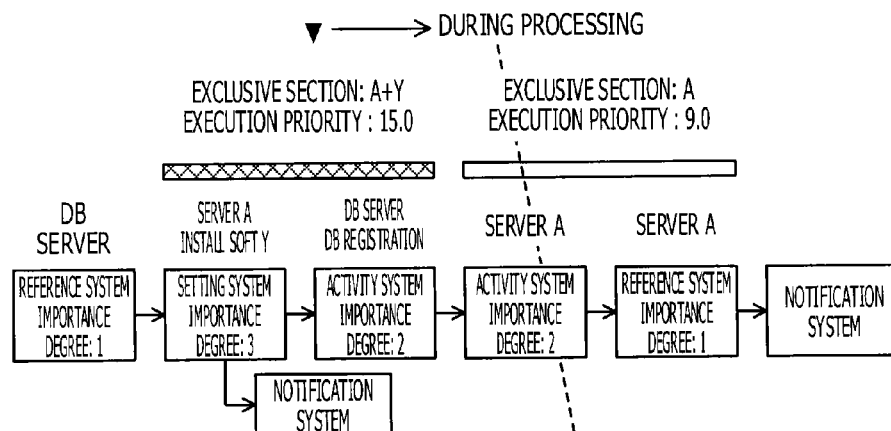 ▼ → DURING PROCESSING
EXCLUSIVE SECTION: A+Y
EXECUTION PRIORITY : 15.0
EXCLUSIVE SECTION: A
EXECUTION PRIORITY : 9.0
DB
SERVER
SERVER A
INSTALL SOFT Y
DB SERVER
DB REGISTRATION
SERVER A
SERVER A
REFERENCE SYSTEM
IMPORTANCE
DEGREE: 1
SETTING SYSTEM
IMPORTANCE
DEGREE: 3
ACTIVITY SYSTEM
IMPORTANCE
DEGREE: 2
ACTIVITY SYSTEM
IMPORTANCE
DEGREE: 2
REFERENCE SYSTEM
IMPORTANCE
DEGREE: 1
NOTIFICATION
SYSTEM
NOTIFICATION
SYSTEM